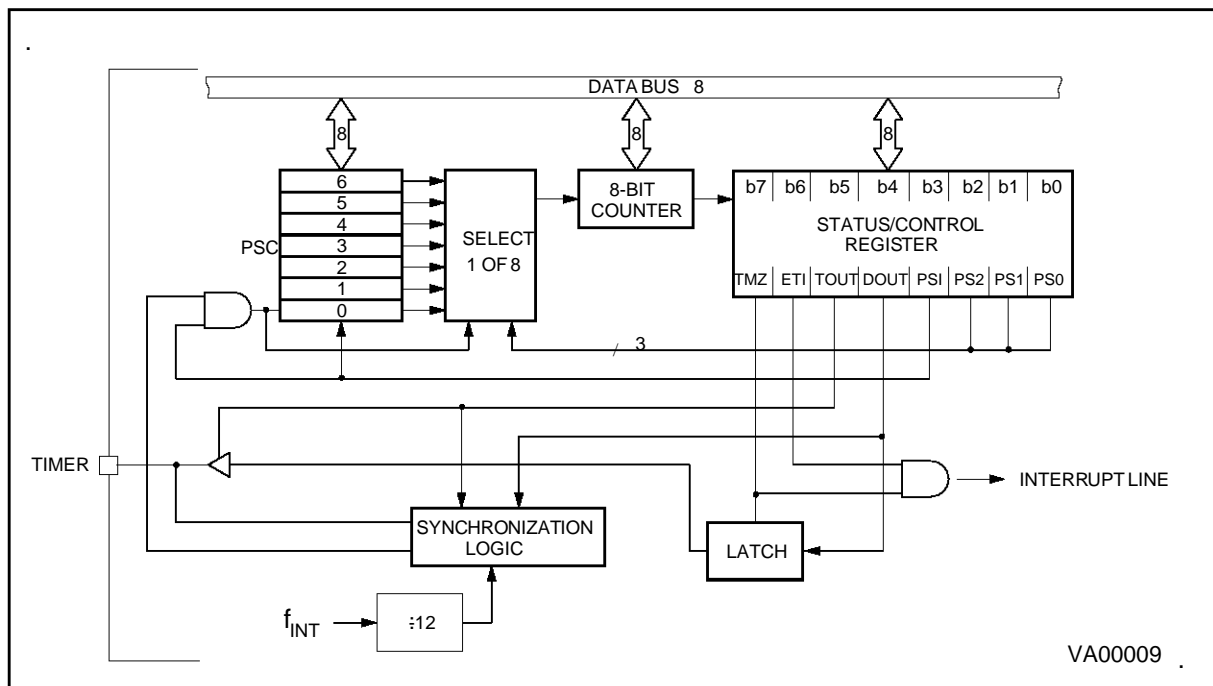 DATA BUS 8
8
8
8
6
5
4
3
2
1
0
PSC
SELECT
1 OF 8
8-BIT
COUNTER
b7 b6 b5 b4 b3 b2 b1 b0
STATUS/CONTROL
REGISTER
TMZ ETI TOUT DOUT PSI PS2 PS1 PS0
/ 3
TIMER
SYNCHRONIZATION
LOGIC
LATCH
INTERRUPT LINE
fINT
÷12
VA00009